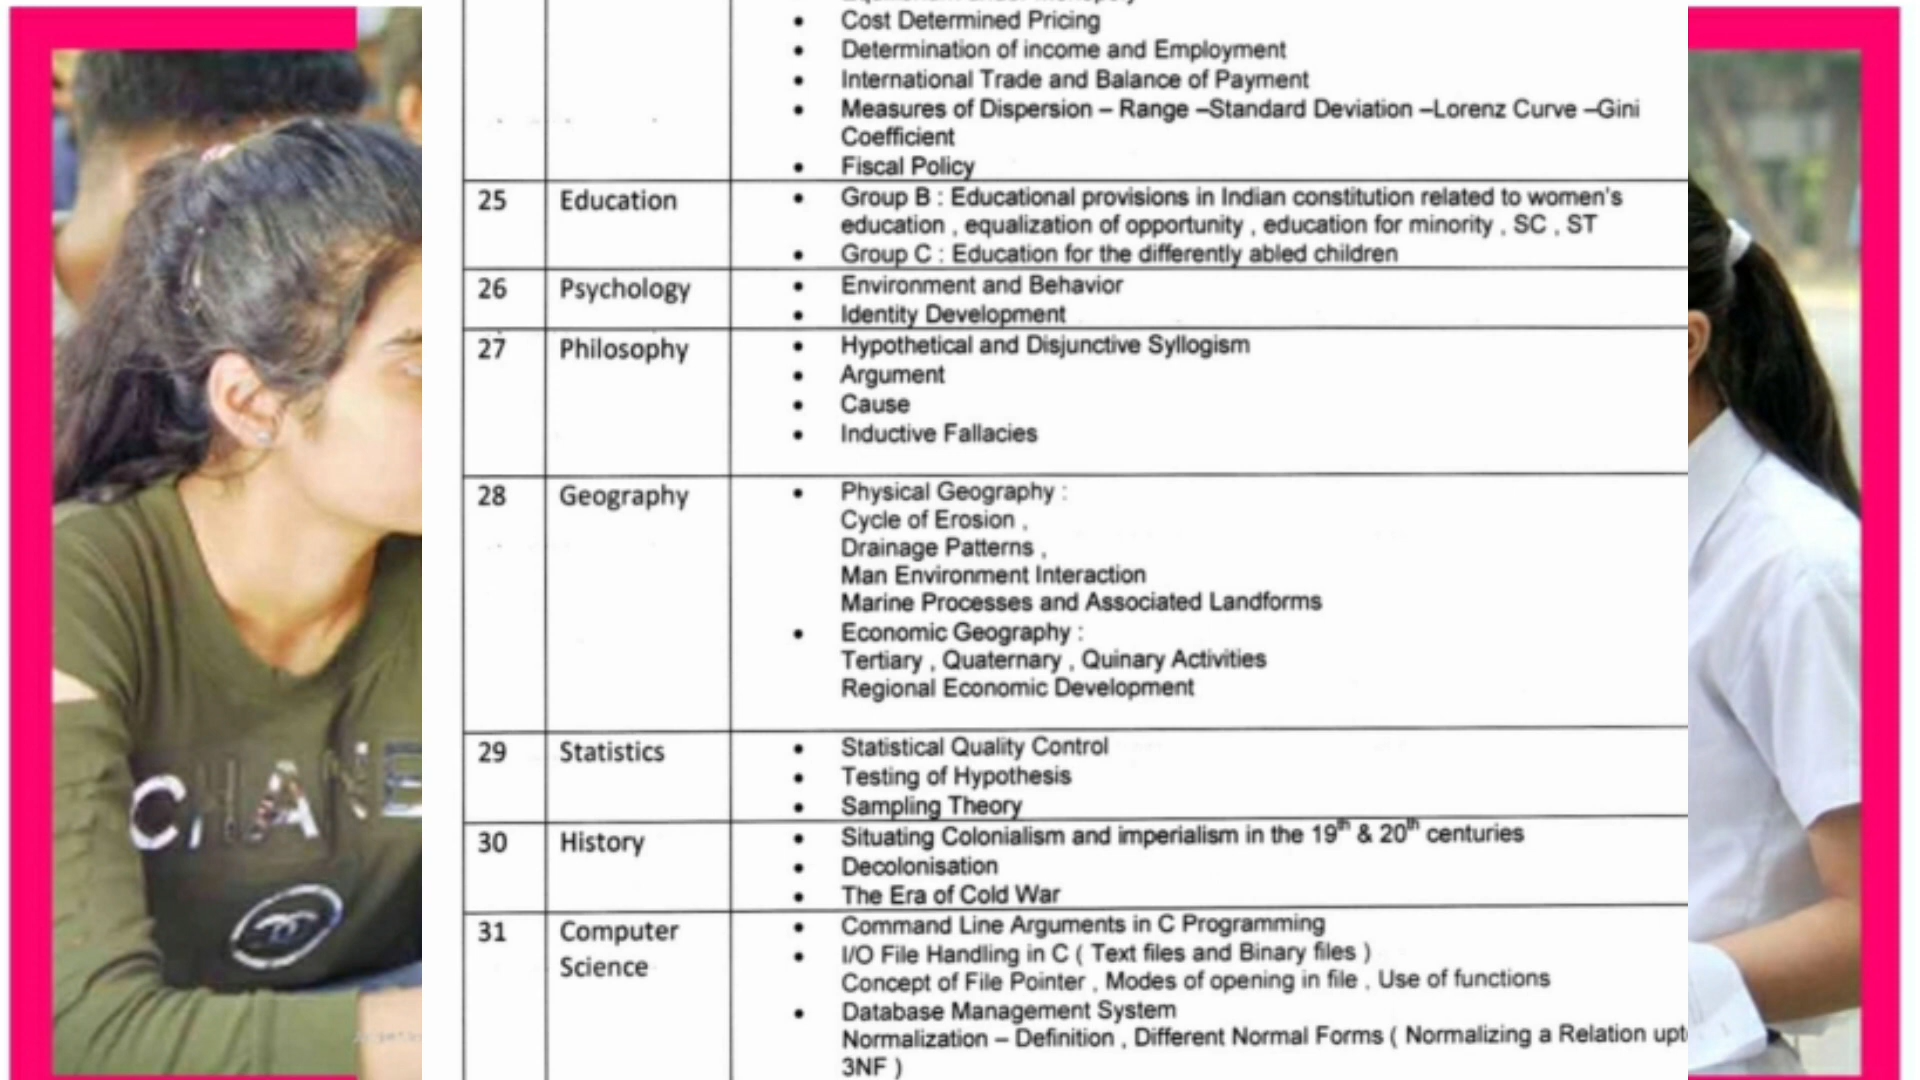 Cost Determined Pricing
Determination of income and Employment
International Trade and Balance of Payment
Measures of Dispersion – Range –Standard Deviation –Lorenz Curve –Gini
Coefficient
Fiscal Policy
25 Education
Group B : Educational provisions in Indian constitution related to women's
education , equalization of opportunity , education for minority , SC , ST
Group C : Education for the differently abled children
26 Psychology
Environment and Behavior
Identity Development
27 Philosophy
Hypothetical and Disjunctive Syllogism
Argument
Cause
Inductive Fallacies
28 Geography
Physical Geography :
Cycle of Erosion ,
Drainage Patterns ,
Man Environment Interaction
Marine Processes and Associated Landforms
Economic Geography :
Tertiary , Quaternary , Quinary Activities
Regional Economic Development
29 Statistics
Statistical Quality Control
Testing of Hypothesis
Sampling Theory
30 History
Situating Colonialism and imperialism in the 19th & 20th centuries
Decolonisation
The Era of Cold War
31 Computer
Science
Command Line Arguments in C Programming
I/O File Handling in C ( Text files and Binary files )
Concept of File Pointer , Modes of opening in file , Use of functions
Database Management System
Normalization – Definition , Different Normal Forms ( Normalizing a Relation upt
3NF )
CHANE